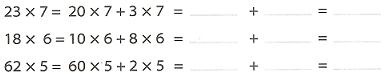 23 × 7 = 20 × 7 + 3 × 7 = ______ + ______ = ______
18 × 6 = 10 × 6 + 8 × 6 = ______ + ______ = ______
62 × 5 = 60 × 5 + 2 × 5 = ______ + ______ = ______